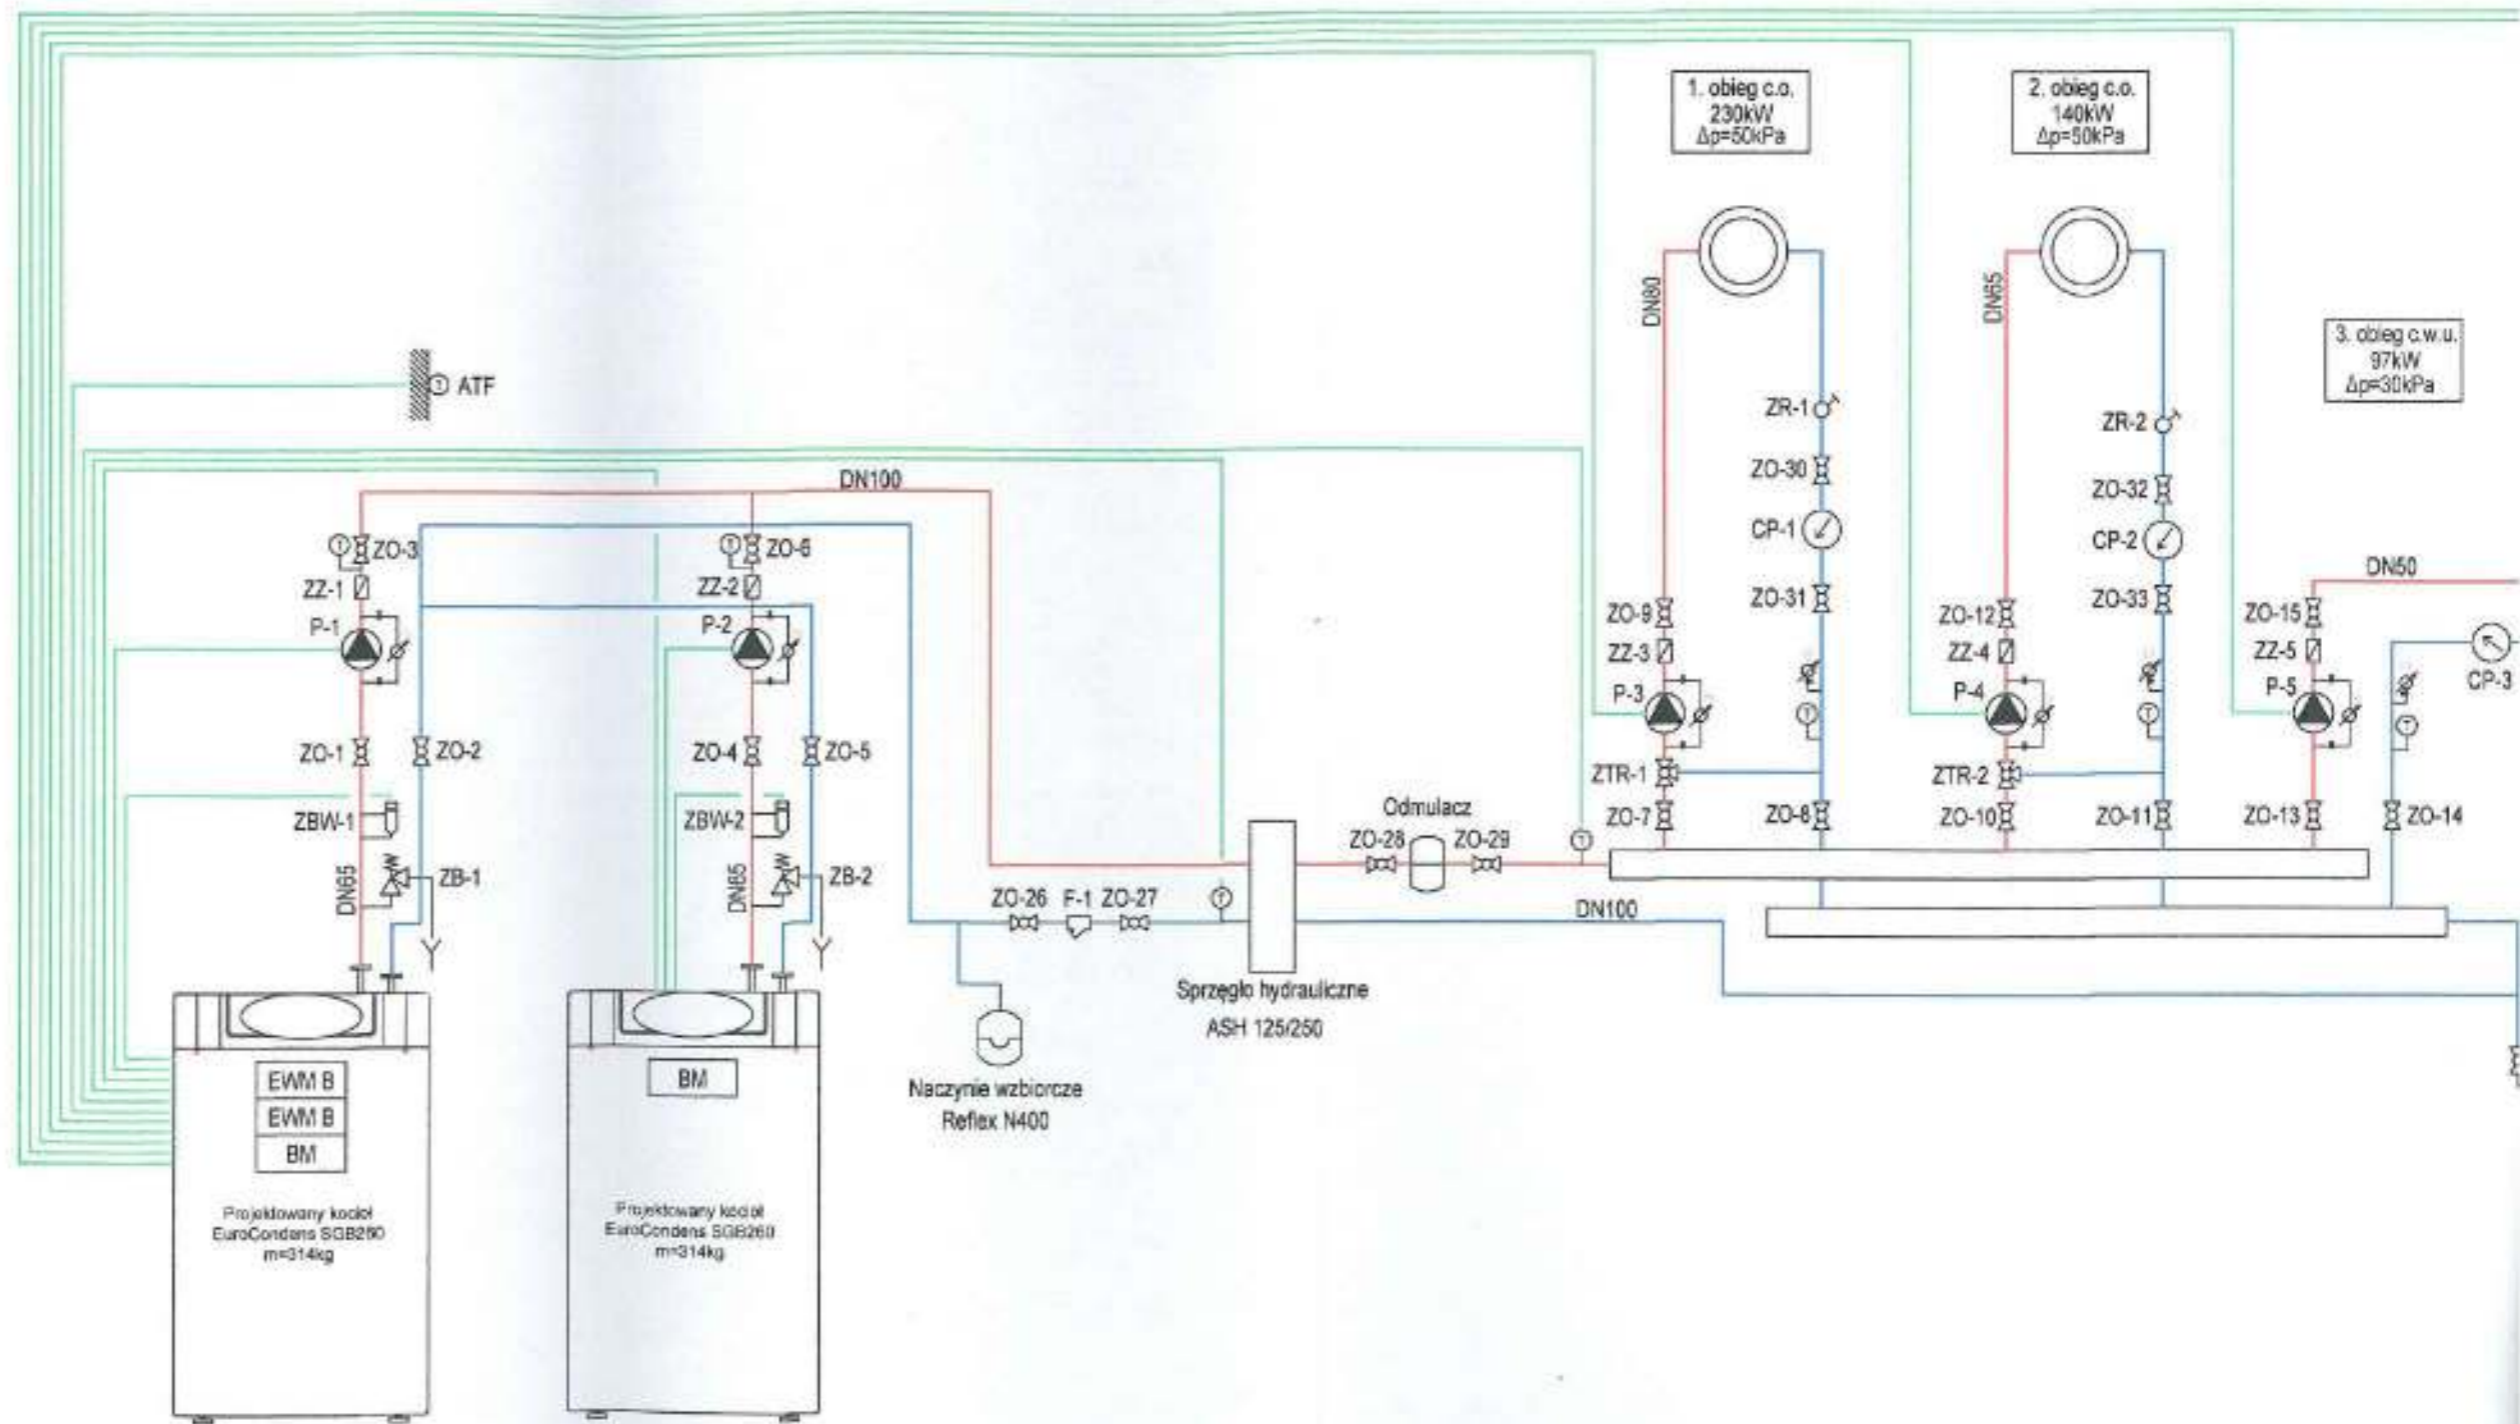 1. obieg c.o.
230kW
Δp=50kPa
2. obieg c.o.
140kW
Δp=50kPa
3. obieg c.w.u.
97kW
Δp=30kPa
DN80
DN65
T ATF
ZR-1
ZR-2
DN100
ZO-30
ZO-32
T ZO-3
T ZO-6
CP-1
CP-2
ZZ-1
ZZ-2
DN50
ZO-31
ZO-33
ZO-9
ZO-12
ZO-15
P-1
P-2
ZZ-3
ZZ-4
ZZ-5
CP-3
P-3
P-4
P-5
T
T
T
ZO-1
ZO-2
ZO-4
ZO-5
ZTR-1
ZTR-2
ZBW-1
ZBW-2
Odmulacz
ZO-7
ZO-8
ZO-10
ZO-11
ZO-13
ZO-14
ZO-28
ZO-29
T
DN65
ZB-1
DN65
ZB-2
ZO-26
F-1
ZO-27
T
DN100
Sprzęgło hydrauliczne
ASH 125/250
Naczynie wzbiorcze
Reflex N400
EWM B
EWM B
BM
BM
Projektowany kocioł
EuroCondens SGB260
m=314kg
Projektowany kocioł
EuroCondens SGB260
m=314kg